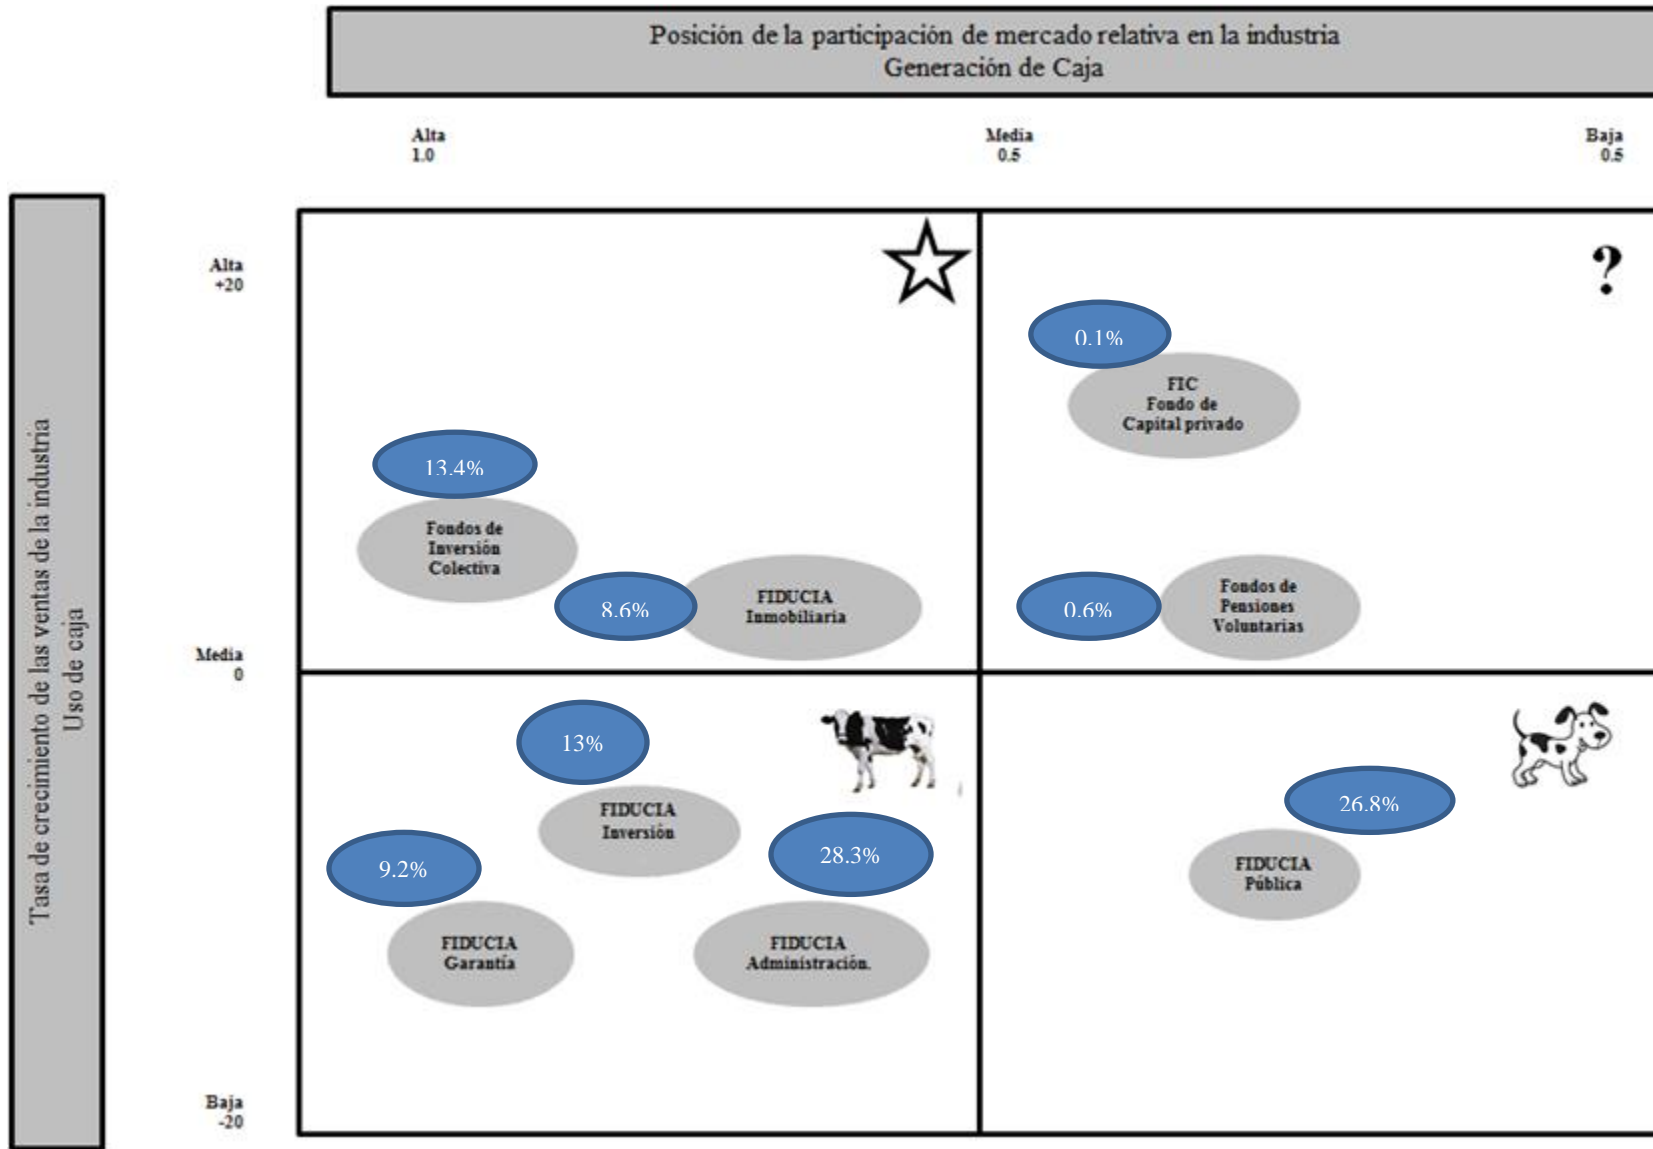 Posición de la participación de mercado relativa en la industria
Generación de Caja
Alta
1.0
Media
0.5
Baja
0.5
Tasa de crecimiento de las ventas de la industria
Uso de caja
Alta
+20
?
0.1%
FIC
Fondo de
Capital privado
13.4%
Fondos de
Inversión
Colectiva
8.6%
FIDUCIA
Inmobiliaria
0.6%
Fondos de
Pensiones
Voluntarias
Media
0
13%
FIDUCIA
Inversión
9.2%
FIDUCIA
Garantía
28.3%
FIDUCIA
Administración.
26.8%
FIDUCIA
Pública
Baja
-20